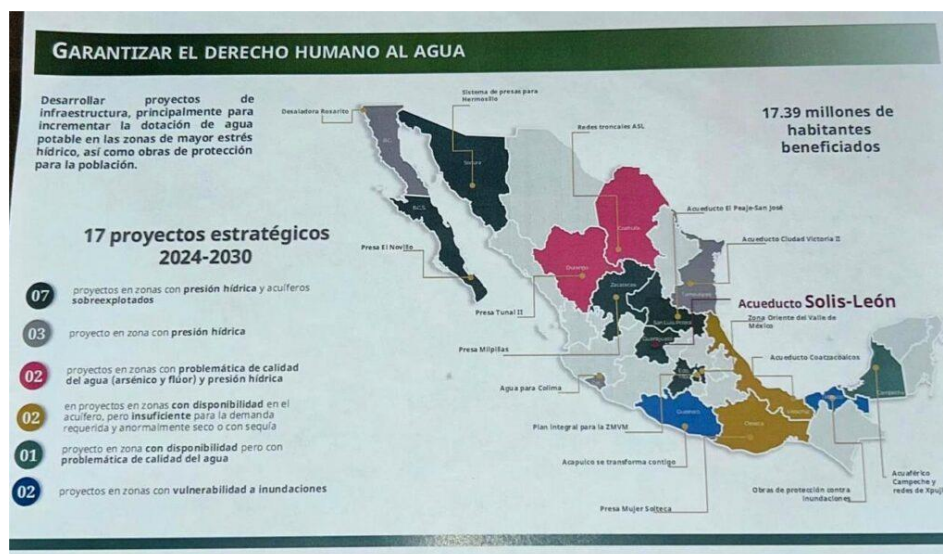 GARANTIZAR EL DERECHO HUMANO AL AGUA
Desarrollar proyectos de
infraestructura, principalmente para
incrementar la dotación de agua
potable en las zonas de mayor estrés
hídrico, así como obras de protección
para la población.
17 proyectos estratégicos
2024-2030
07 proyectos en zonas con presión hídrica y acuíferos
sobreexplotados
03 proyecto en zona con presión hídrica
02 proyectos en zonas con problemática de calidad
del agua (arsénico y flúor) y presión hídrica
02 en proyectos en zonas con disponibilidad en el
acuífero, pero insuficiente para la demanda
requerida y anormalmente seco o con sequía
01 proyecto en zona con disponibilidad pero con
problemática de calidad del agua
02 proyectos en zonas con vulnerabilidad a inundaciones
17.39 millones de
habitantes
beneficiados
Desaladora Rosarito
Sistema de presas para
Hermosillo
Redes troncales ASL
Acueducto El Peaje-San José
Acueducto Ciudad Victoria II
Presa El Novillo
Presa Tunal II
Acueducto Solis-León
Zona Oriente del Valle de
México
Presa Milpillas
Acueducto Coatzacoalcos
Agua para Colima
Plan integral para la ZMVM
Acapulco se transforma contigo
Presa Mujer Solteca
Obras de protección contra
inundaciones
Acuaférico
Campeche y
redes de Xpujil
BC.
Sonora
B.C.S.
Coahuila
Durango
Zacatecas
Tamaulipas
San Luis Potosí
Guanajuato
Guerrero
Oaxaca
Campeche